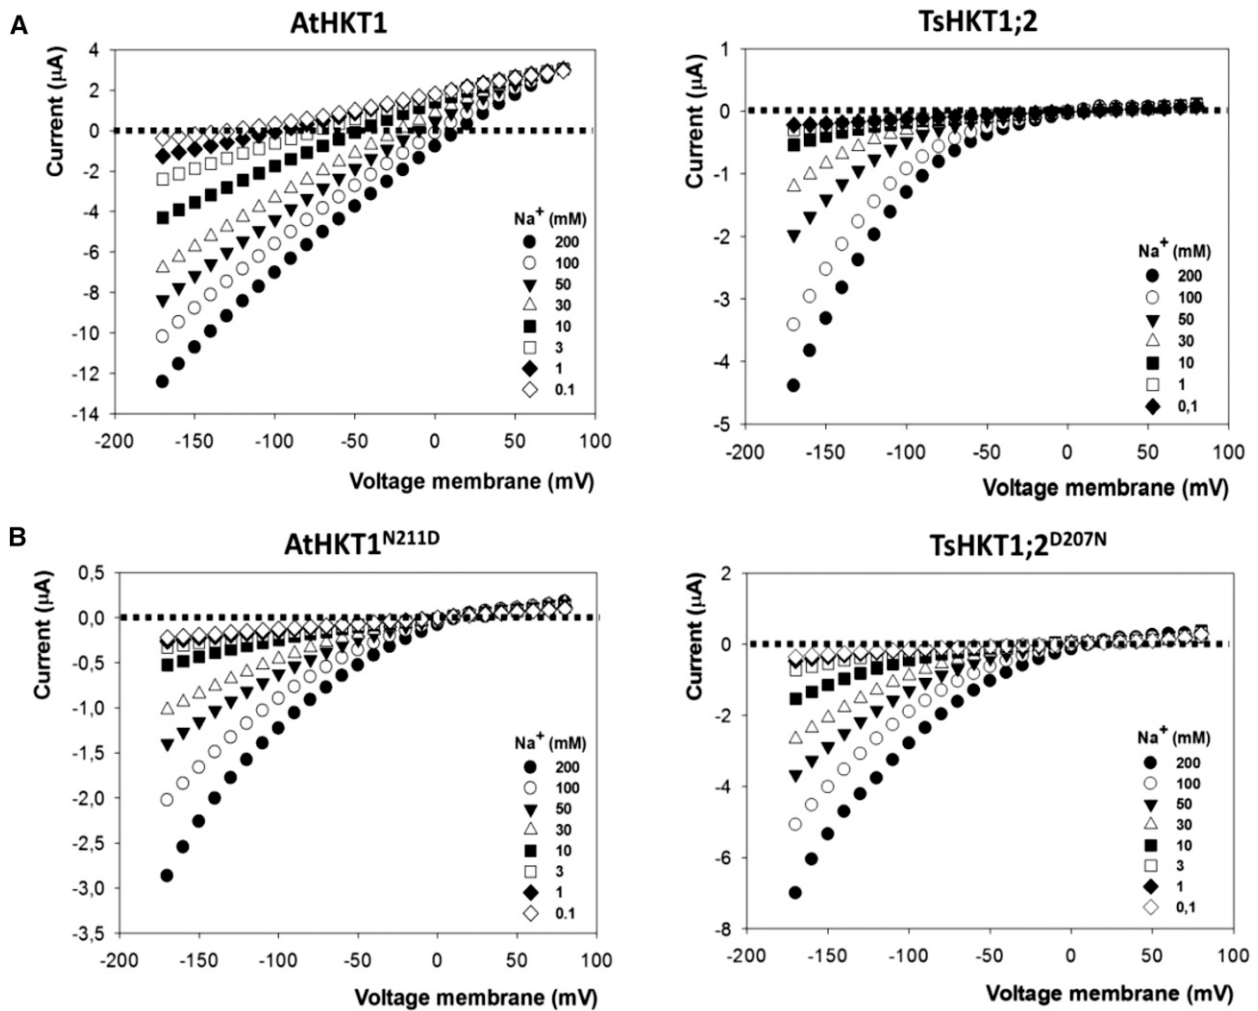 A
AtHKT1
Current (µA)
4
2
0
-2
-4
-6
-8
-10
-12
-14
Na+ (mM)
200
100
50
30
10
3
1
0.1
-200 -150 -100 -50 0 50 100
Voltage membrane (mV)
TsHKT1;2
Current (µA)
1
0
-1
-2
-3
-4
-5
Na+ (mM)
200
100
50
30
10
1
0,1
-200 -150 -100 -50 0 50 100
Voltage membrane (mV)
B
AtHKT1N211D
Current (µA)
0,5
0,0
-0,5
-1,0
-1,5
-2,0
-2,5
-3,0
-3,5
Na+ (mM)
200
100
50
30
10
3
1
0.1
-200 -150 -100 -50 0 50 100
Voltage membrane (mV)
TsHKT1;2D207N
Current (µA)
2
0
-2
-4
-6
-8
Na+ (mM)
200
100
50
30
10
3
1
0,1
-200 -150 -100 -50 0 50 100
Voltage membrane (mV)